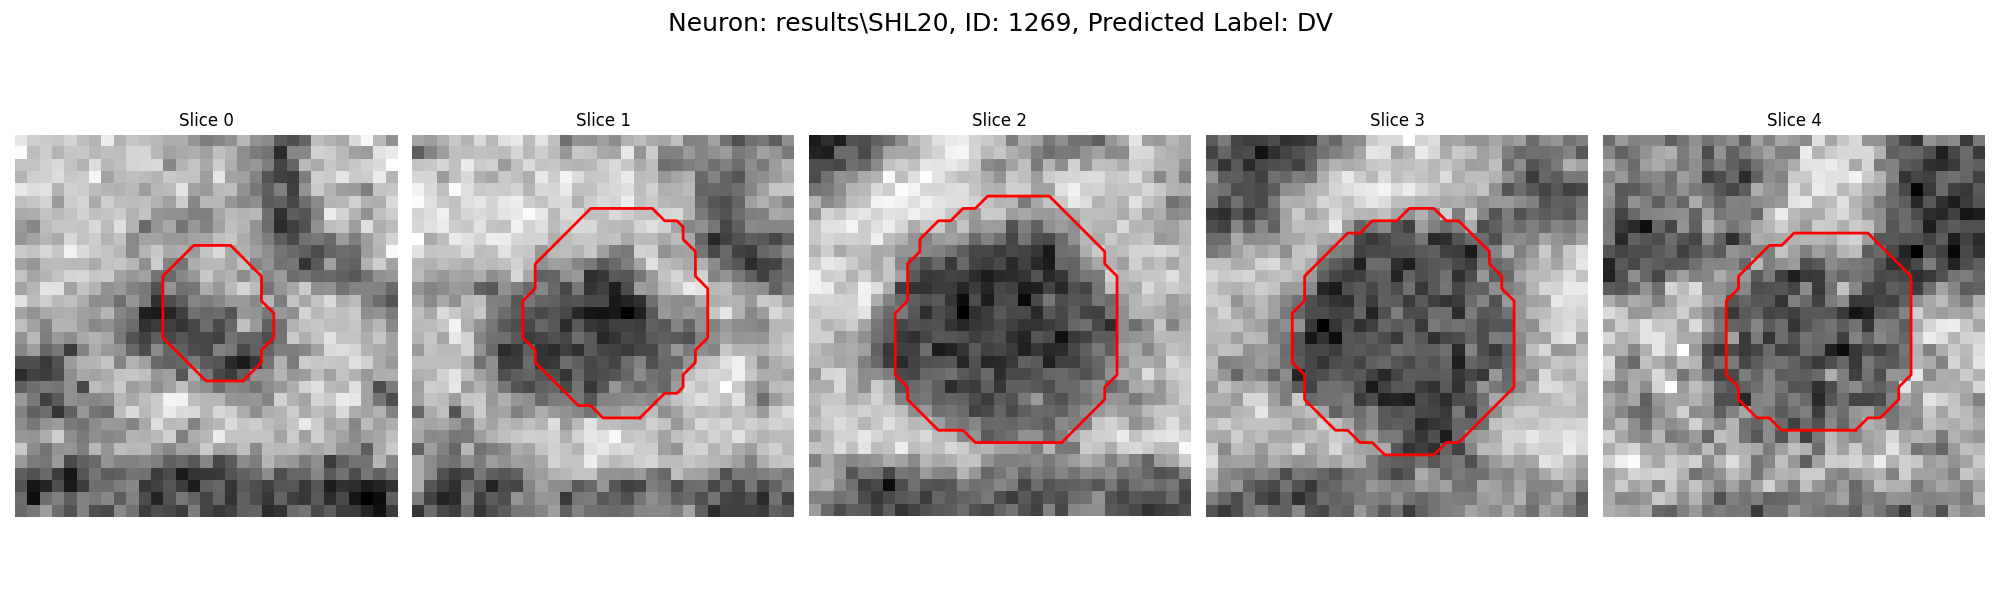 Neuron: results\SHL20, ID: 1269, Predicted Label: DV
Slice 0
Slice 1
Slice 2
Slice 3
Slice 4